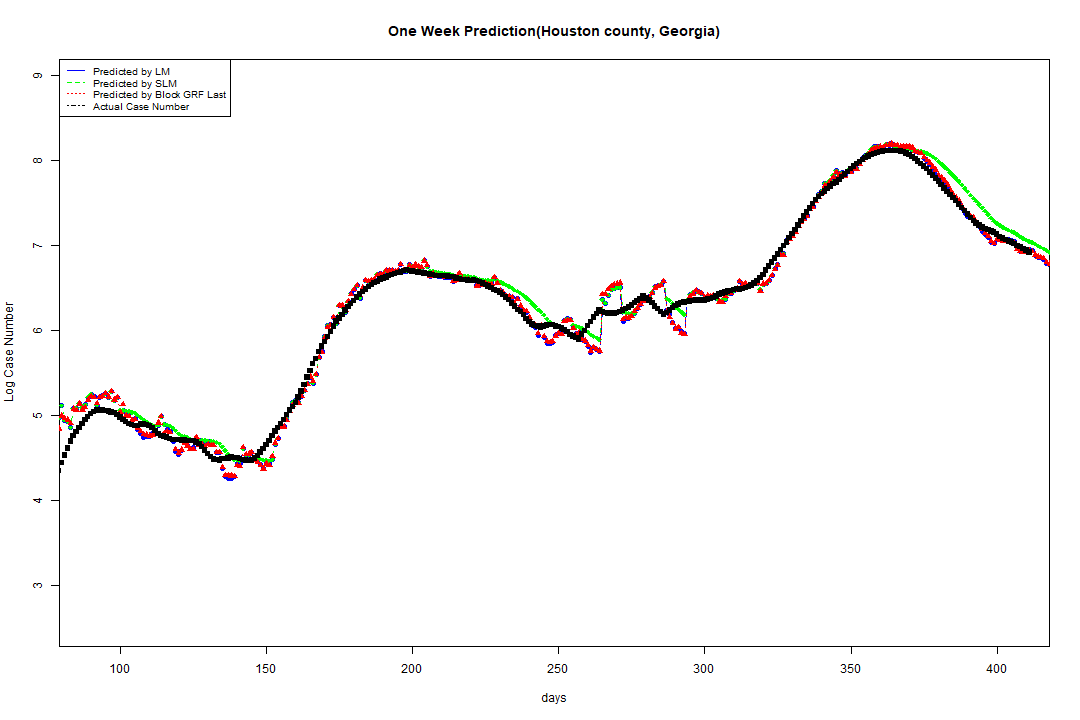 One Week Prediction(Houston county, Georgia)
Predicted by LM
Predicted by SLM
Predicted by Block GRF Last
Actual Case Number
Log Case Number
9
8
7
6
5
4
3
100 150 200 250 300 350 400
days